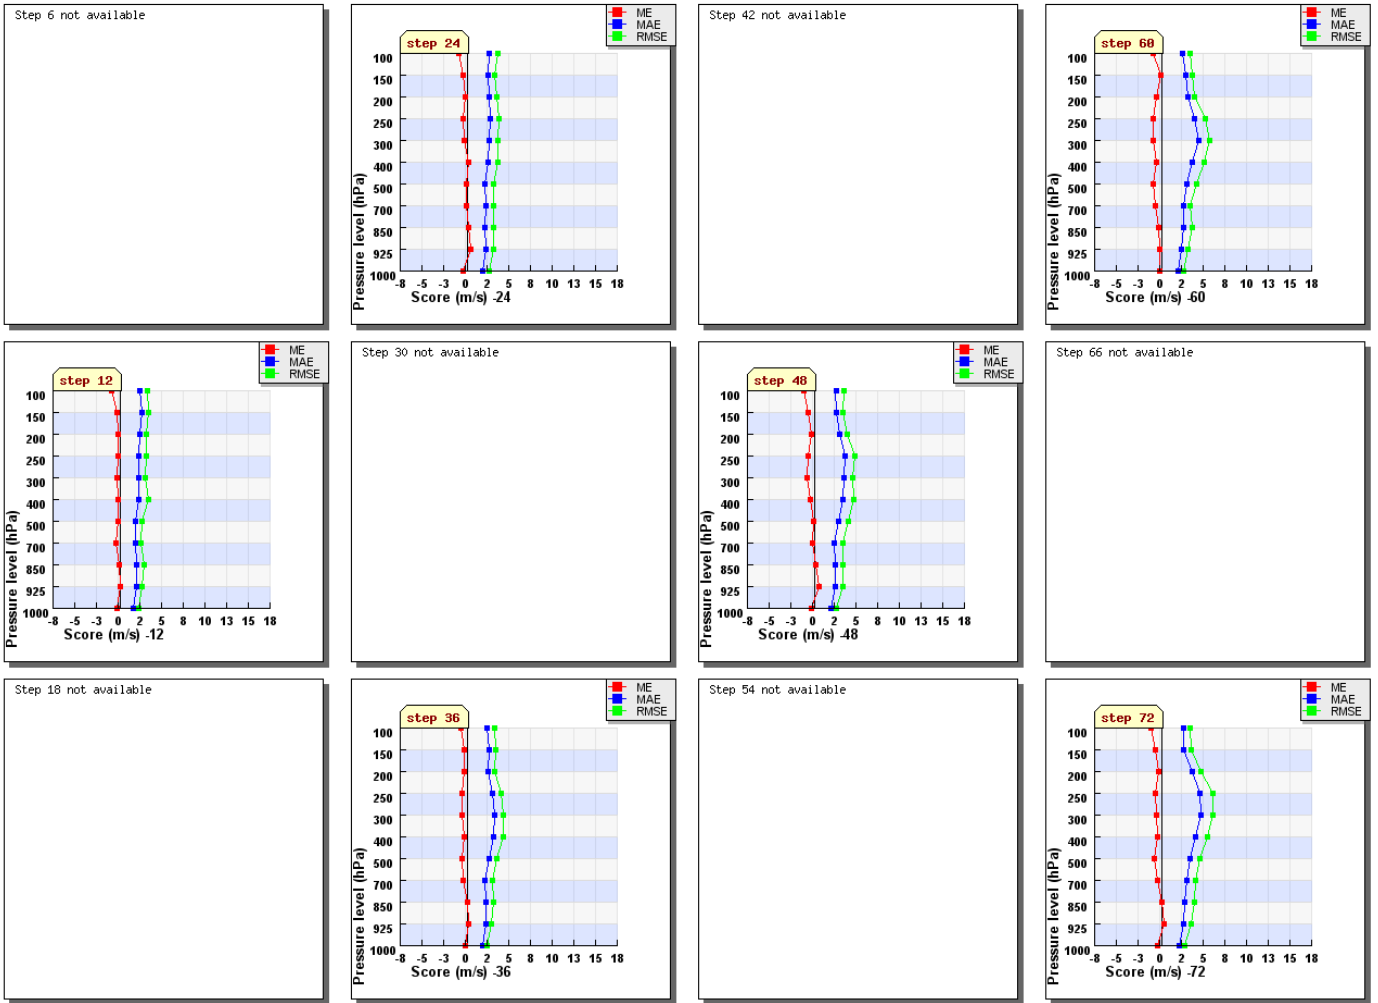 Step 6 not available
ME
MAE
RMSE
step 24
100
150
200
250
300
400
500
700
850
925
1000
Pressure level (hPa)
-8 -5 -3 0 2 5 8 10 13 15 18
Score (m/s) -24
Step 42 not available
ME
MAE
RMSE
step 60
100
150
200
250
300
400
500
700
850
925
1000
Pressure level (hPa)
-8 -5 -3 0 2 5 8 10 13 15 18
Score (m/s) -60
ME
MAE
RMSE
step 12
100
150
200
250
300
400
500
700
850
925
1000
Pressure level (hPa)
-8 -5 -3 0 2 5 8 10 13 15 18
Score (m/s) -12
Step 30 not available
ME
MAE
RMSE
step 48
100
150
200
250
300
400
500
700
850
925
1000
Pressure level (hPa)
-8 -5 -3 0 2 5 8 10 13 15 18
Score (m/s) -48
Step 66 not available
Step 18 not available
ME
MAE
RMSE
step 36
100
150
200
250
300
400
500
700
850
925
1000
Pressure level (hPa)
-8 -5 -3 0 2 5 8 10 13 15 18
Score (m/s) -36
Step 54 not available
ME
MAE
RMSE
step 72
100
150
200
250
300
400
500
700
850
925
1000
Pressure level (hPa)
-8 -5 -3 0 2 5 8 10 13 15 18
Score (m/s) -72